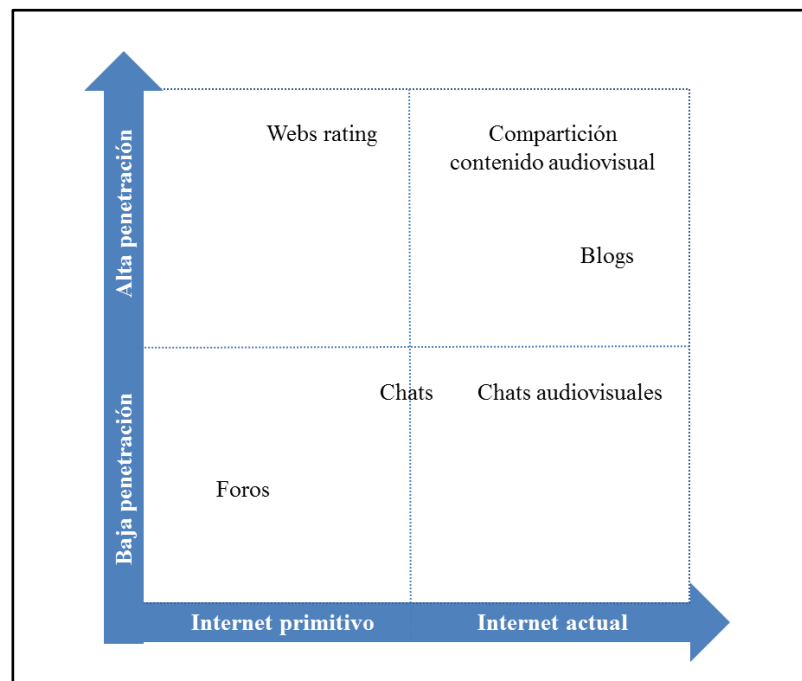 Alta penetración
Baja penetración
Webs rating
Compartición
contenido audiovisual
Blogs
Chats
Chats audiovisuales
Foros
Internet primitivo
Internet actual